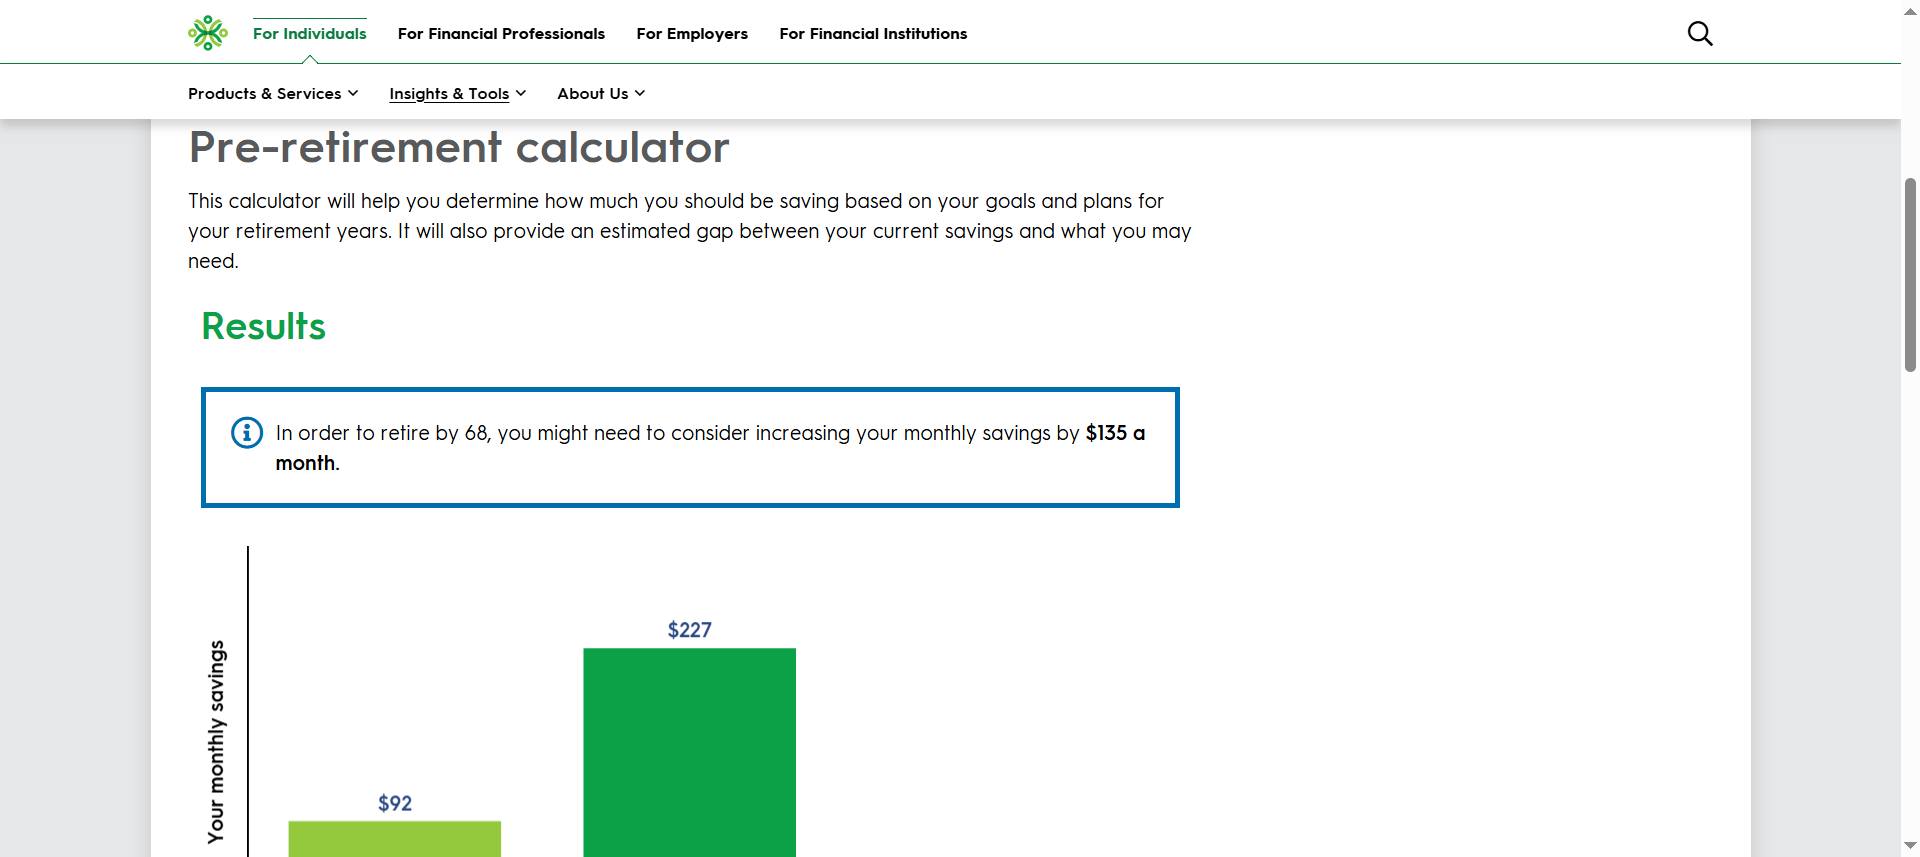 For Individuals For Financial Professionals For Employers For Financial Institutions
Products & Services Insights & Tools About Us
Pre-retirement calculator
This calculator will help you determine how much you should be saving based on your goals and plans for
your retirement years. It will also provide an estimated gap between your current savings and what you may
need.
Results
In order to retire by 68, you might need to consider increasing your monthly savings by $135 a
month.
$227
$92
Your monthly savings